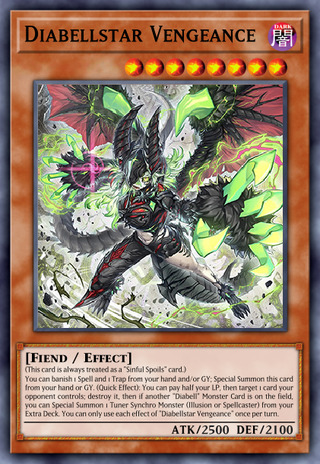 Diabellstar Vengeance
DARK
闇
[Fiend / Effect]
(This card is always treated as a "Sinful Spoils" card.)
You can banish 1 Spell and 1 Trap from your hand and/or GY; Special Summon this card
from your hand or GY. (Quick Effect): You can pay half your LP, then target 1 card your
opponent controls; destroy it, then if another "Diabell" Monster Card is on the field,
you can Special Summon 1 Tuner Synchro Monster (Illusion or Spellcaster) from your
Extra Deck. You can only use each effect of "Diabellstar Vengeance" once per turn.
ATK/2500 DEF/2100